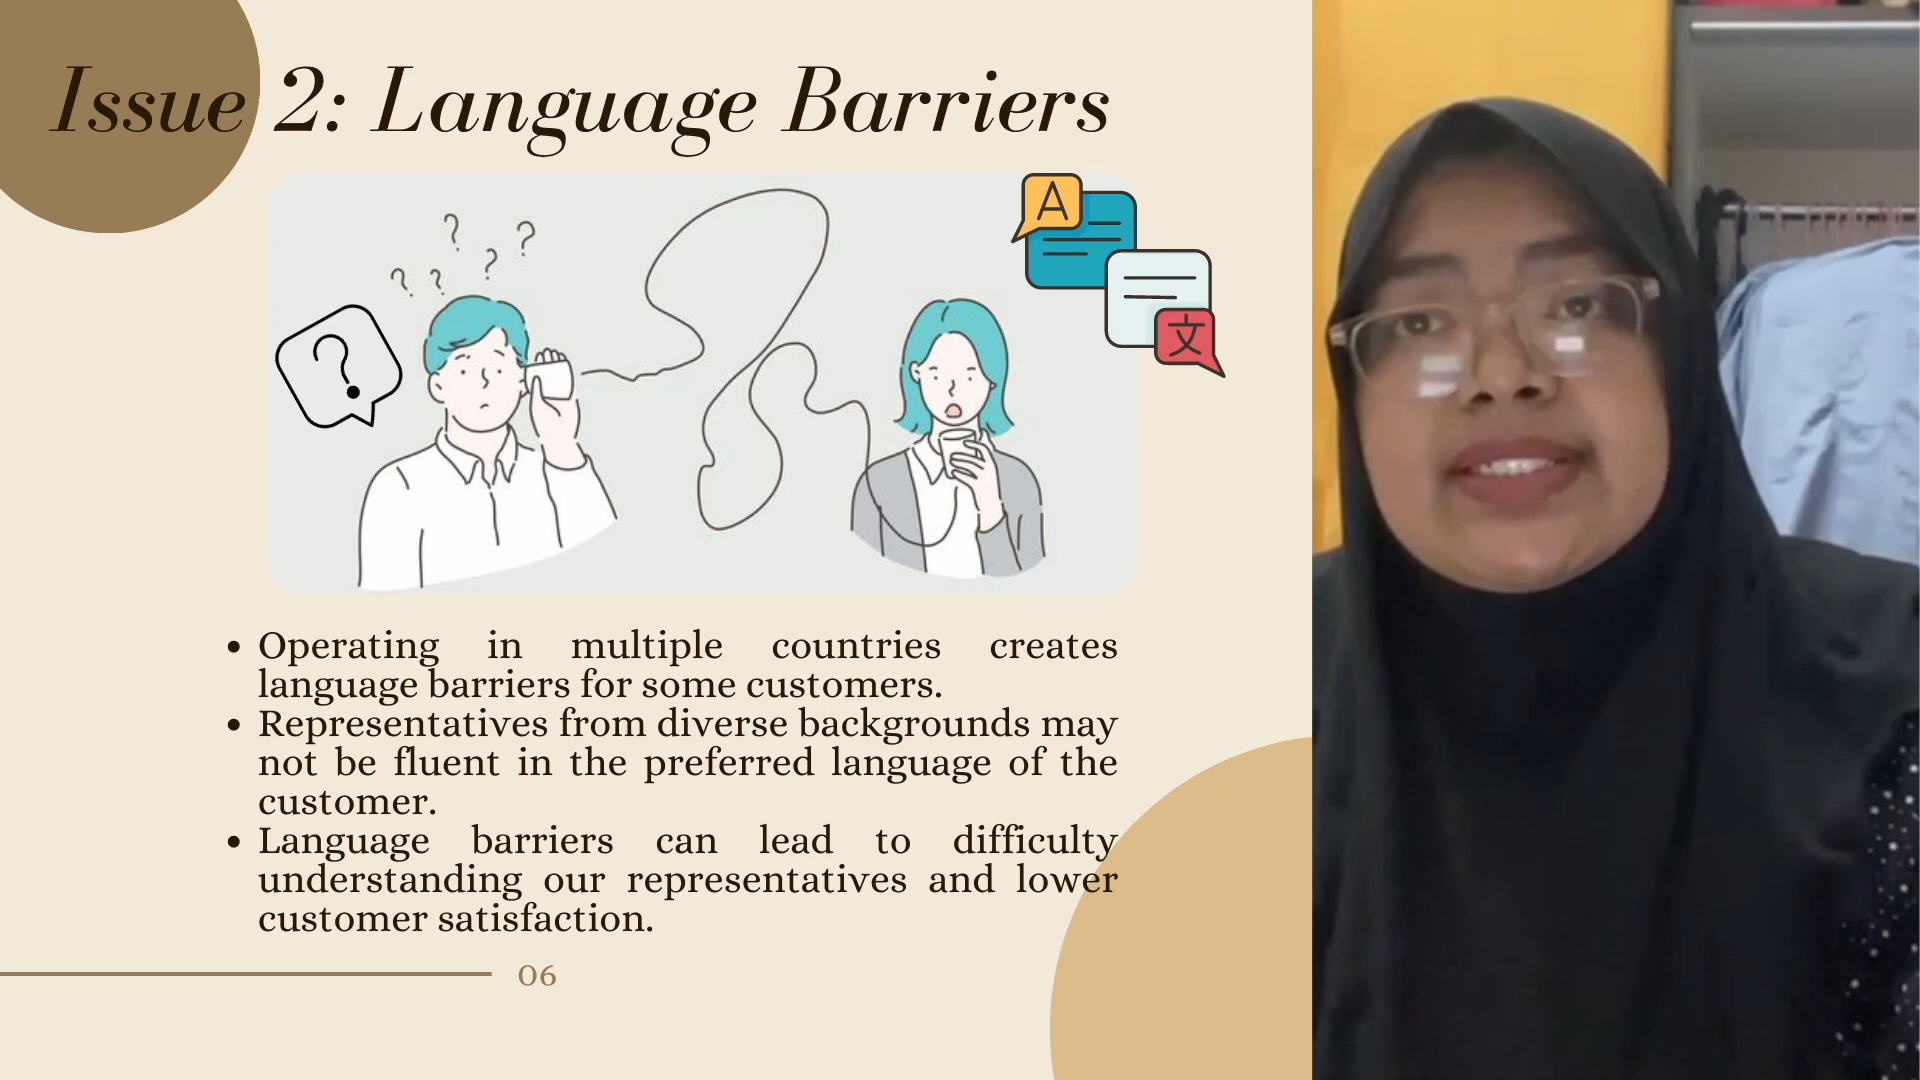 Issue 2: Language Barriers
? ? ? ? ?
?
A
文
Operating in multiple countries creates
language barriers for some customers.
Representatives from diverse backgrounds may
not be fluent in the preferred language of the
customer.
Language barriers can lead to difficulty
understanding our representatives and lower
customer satisfaction.
06